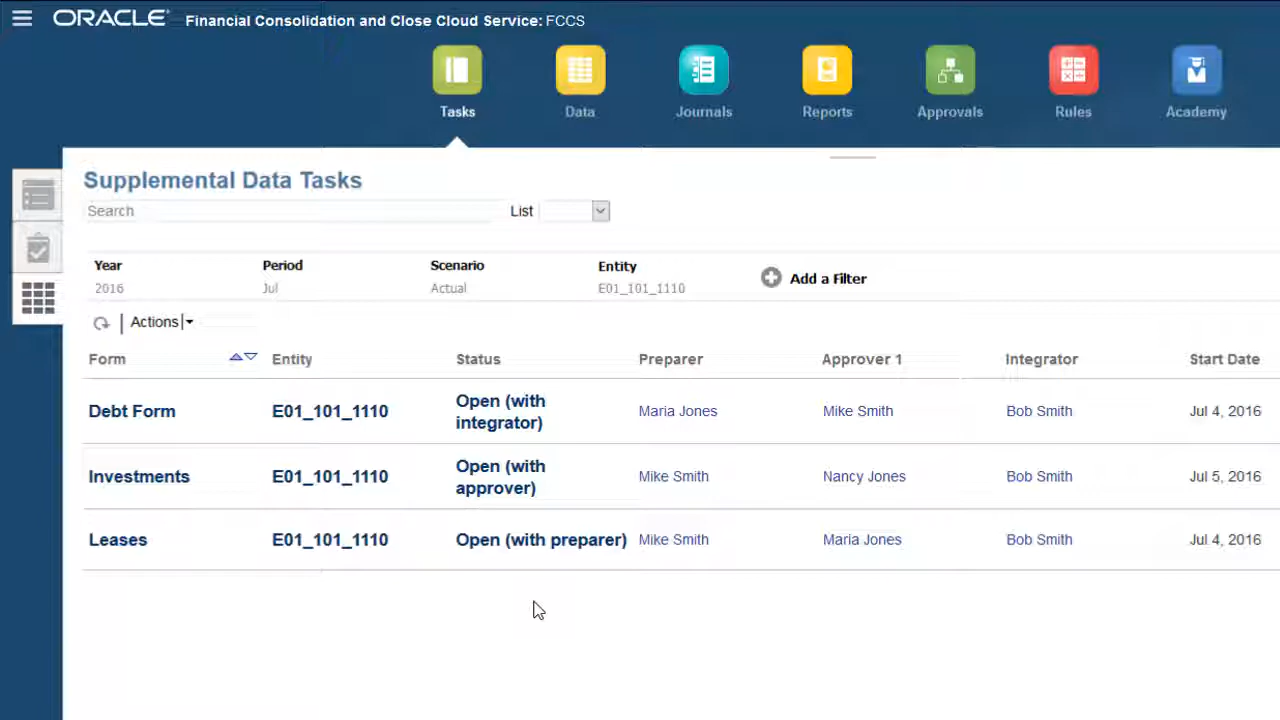 ORACLE Financial Consolidation and Close Cloud Service: FCCS
Tasks Data Journals Reports Approvals Rules Academy
Supplemental Data Tasks
Search List
Year Period Scenario Entity
2016 Jul Actual E01_101_1110 Add a Filter
Actions
Form Entity Status Preparer Approver 1 Integrator Start Date
Debt Form E01_101_1110 Open (with integrator) Maria Jones Mike Smith Bob Smith Jul 4, 2016
Investments E01_101_1110 Open (with approver) Mike Smith Nancy Jones Bob Smith Jul 5, 2016
Leases E01_101_1110 Open (with preparer) Mike Smith Maria Jones Bob Smith Jul 4, 2016